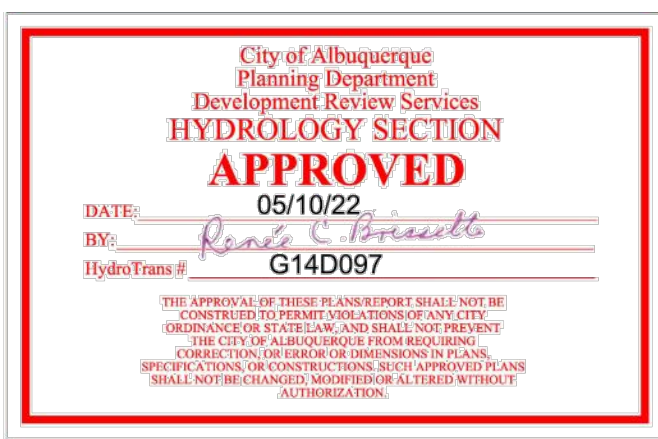 City of Albuquerque
Planning Department
Development Review Services
HYDROLOGY SECTION
APPROVED
DATE: 05/10/22
BY: Renée C. Brissette
HydroTrans # G14D097
THE APPROVAL OF THESE PLANS/REPORT SHALL NOT BE
CONSTRUED TO PERMIT VIOLATIONS OF ANY CITY
ORDINANCE OR STATE LAW, AND SHALL NOT PREVENT
THE CITY OF ALBUQUERQUE FROM REQUIRING
CORRECTION, OR ERROR OR DIMENSIONS IN PLANS,
SPECIFICATIONS, OR CONSTRUCTIONS. SUCH APPROVED PLANS
SHALL NOT BE CHANGED, MODIFIED OR ALTERED WITHOUT
AUTHORIZATION.